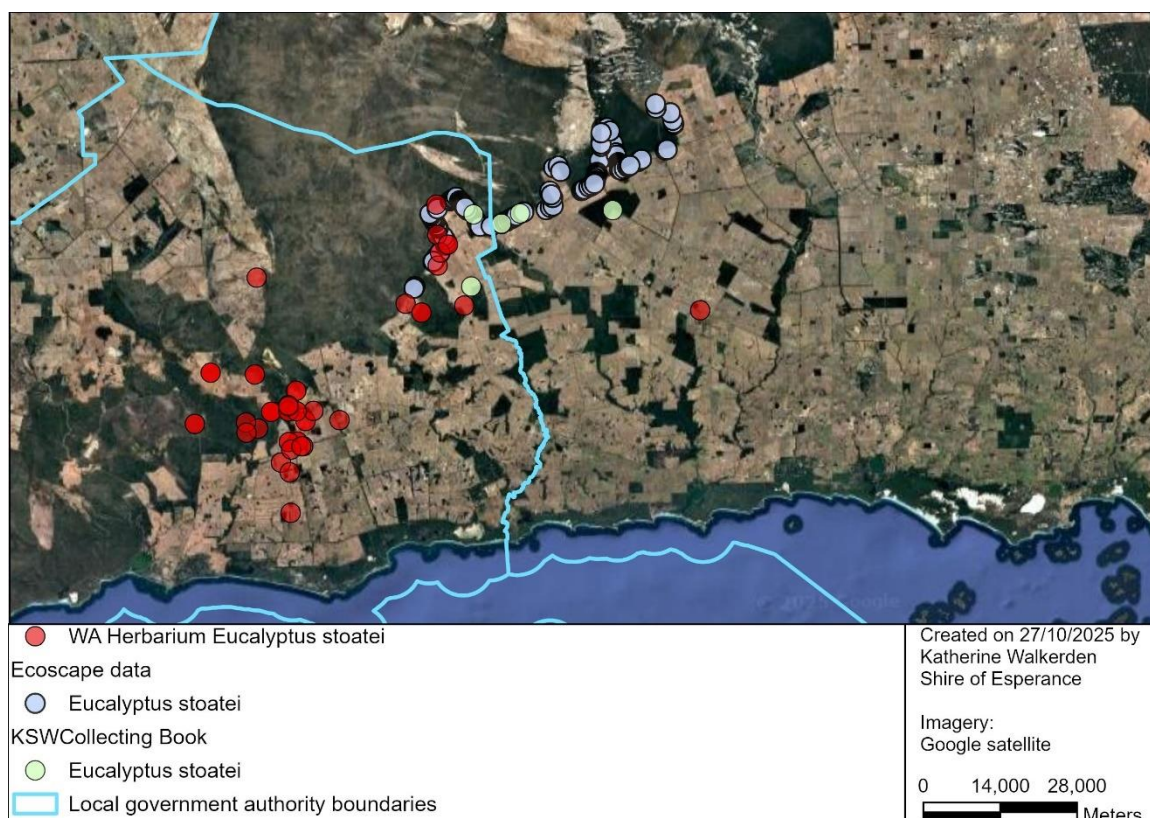 WA Herbarium Eucalyptus stoatei
Ecoscape data
Eucalyptus stoatei
KSWCollecting Book
Eucalyptus stoatei
Local government authority boundaries
Created on 27/10/2025 by
Katherine Walkerden
Shire of Esperance
Imagery:
Google satellite
0 14,000 28,000
Meters